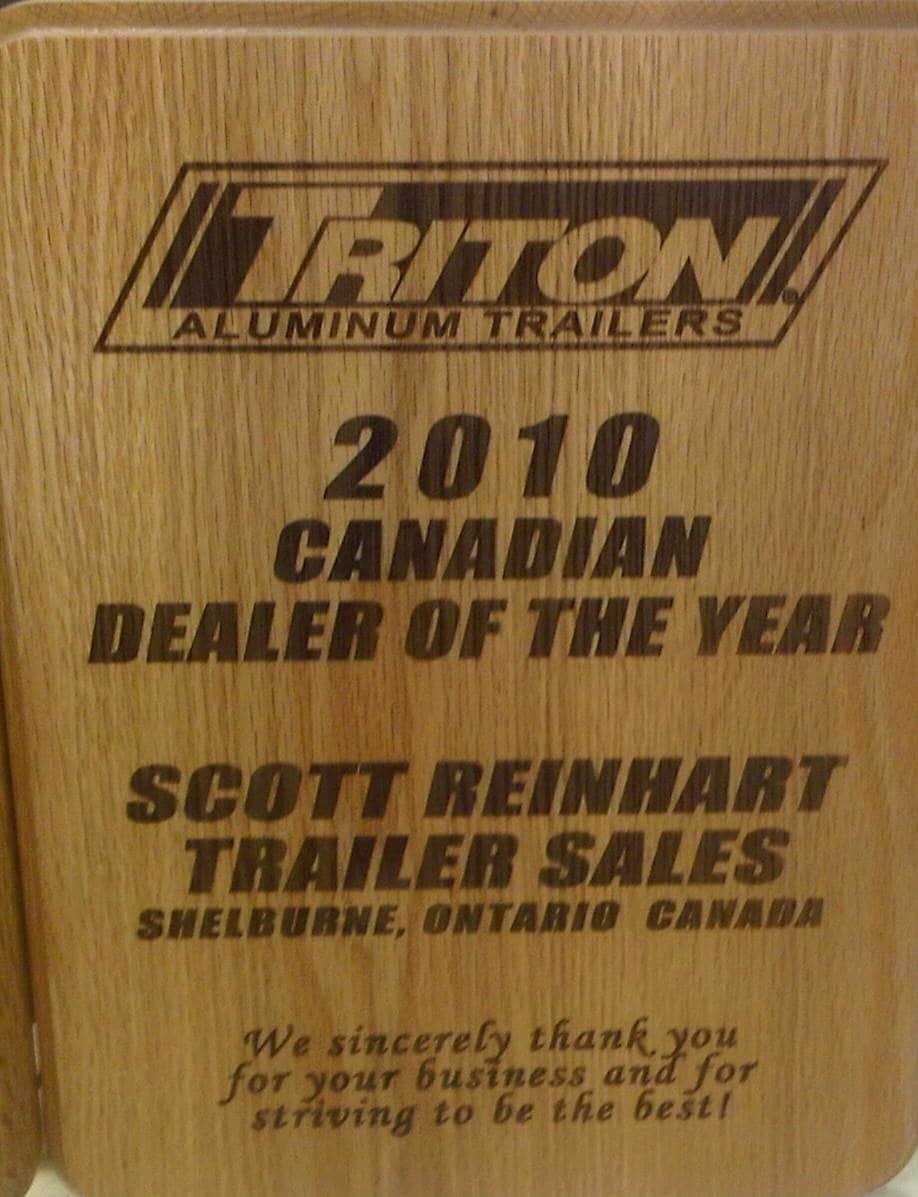 TRITON®
ALUMINUM TRAILERS
2010
CANADIAN
DEALER OF THE YEAR
SCOTT REINHART
TRAILER SALES
SHELBURNE, ONTARIO CANADA
We sincerely thank you
for your business and for
striving to be the best!